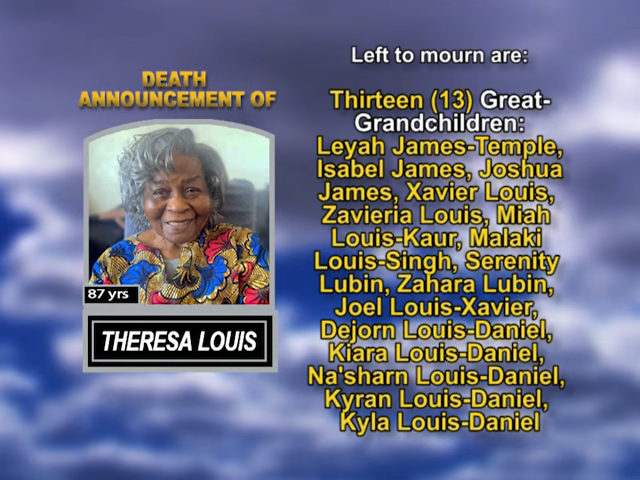 DEATH
ANNOUNCEMENT OF
87 yrs
THERESA LOUIS
Left to mourn are:
Thirteen (13) Great-
Grandchildren:
Leyah James-Temple,
Isabel James, Joshua
James, Xavier Louis,
Zavieria Louis, Miah
Louis-Kaur, Malaki
Louis-Singh, Serenity
Lubin, Zahara Lubin,
Joel Louis-Xavier,
Dejorn Louis-Daniel,
Kiara Louis-Daniel,
Na'sharn Louis-Daniel,
Kyran Louis-Daniel,
Kyla Louis-Daniel